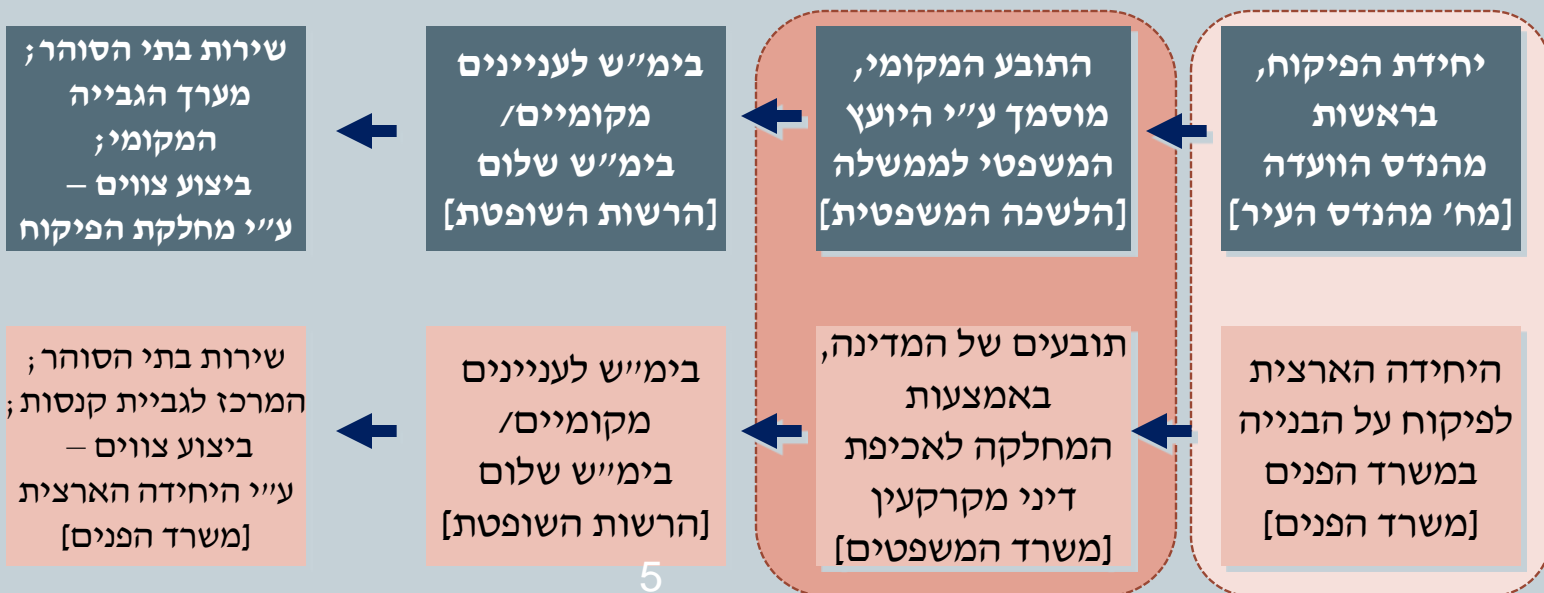 יחידת הפיקוח,
בראשות
מהנדס הוועדה
[מח׳ מהנדס העיר]
התובע המקומי,
מוסמך ע״י היועץ
המשפטי לממשלה
[הלשכה המשפטית]
בימ״ש לעניינים
מקומיים/
בימ״ש שלום
[הרשות השופטת]
שירות בתי הסוהר;
מערך הגבייה
המקומי;
ביצוע צווים –
ע״י מחלקת הפיקוח
היחידה הארצית
לפיקוח על הבנייה
במשרד הפנים
[משרד הפנים]
תובעים של המדינה,
באמצעות
המחלקה לאכיפת
דיני מקרקעין
[משרד המשפטים]
בימ״ש לעניינים
מקומיים/
בימ״ש שלום
[הרשות השופטת]
שירות בתי הסוהר;
המרכז לגביית קנסות;
ביצוע צווים –
ע״י היחידה הארצית
[משרד הפנים]
5